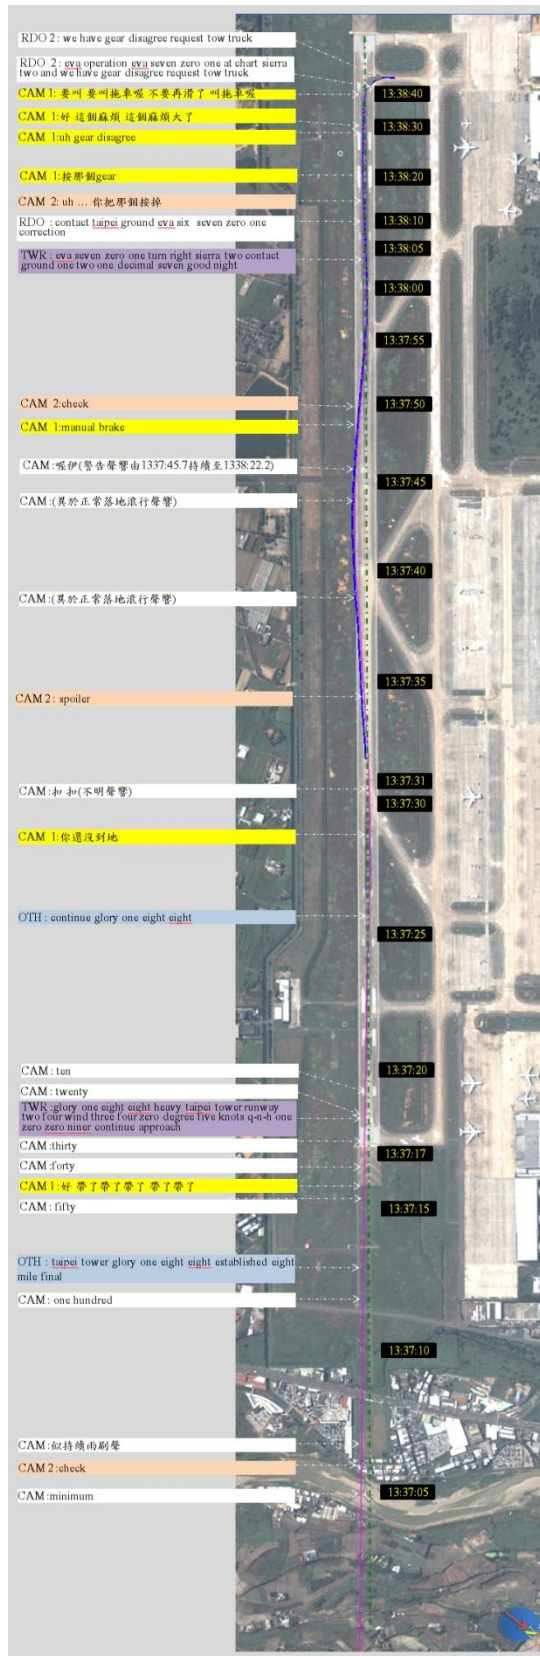 RDO 2 : we have gear disagree request tow truck
RDO 2 : eva operation eva seven zero one at chart sierra
two and we have gear disagree request tow truck
CAM 1: 要叫 要叫拖車喔 不要再滑了 叫拖車喔
13:38:40
CAM 1:好 這個麻煩 這個麻煩大了
13:38:30
CAM 1:uh gear disagree
CAM 1:按那個gear
13:38:20
CAM 2: uh ... 你把那個按掉
RDO : contact taipei ground eva six seven zero one
correction
13:38:10
13:38:05
TWR : eva seven zero one turn right sierra two contact
ground one two one decimal seven good night
13:38:00
13:37:55
CAM 2:check
13:37:50
CAM 1:manual brake
CAM:喔伊(警告聲響由1337:45.7持續至1338:22.2)
13:37:45
CAM:(異於正常落地滾行聲響)
13:37:40
CAM:(異於正常落地滾行聲響)
13:37:35
CAM 2: spoiler
13:37:31
CAM:扣 扣(不明聲響)
13:37:30
CAM 1:你還沒到地
OTH : continue glory one eight eight
13:37:25
CAM : ten
13:37:20
CAM : twenty
TWR :glory one eight eight heavy taipei tower runway
two four wind three four zero degree five knots q-n-h one
zero zero niner continue approach
CAM :thirty
13:37:17
CAM :forty
CAM 1 : 好 帶了帶了帶了 帶了帶了
CAM : fifty
13:37:15
OTH : taipei tower glory one eight eight established eight
mile final
CAM : one hundred
13:37:10
CAM:似持續雨刷聲
CAM 2:check
13:37:05
CAM:minimum